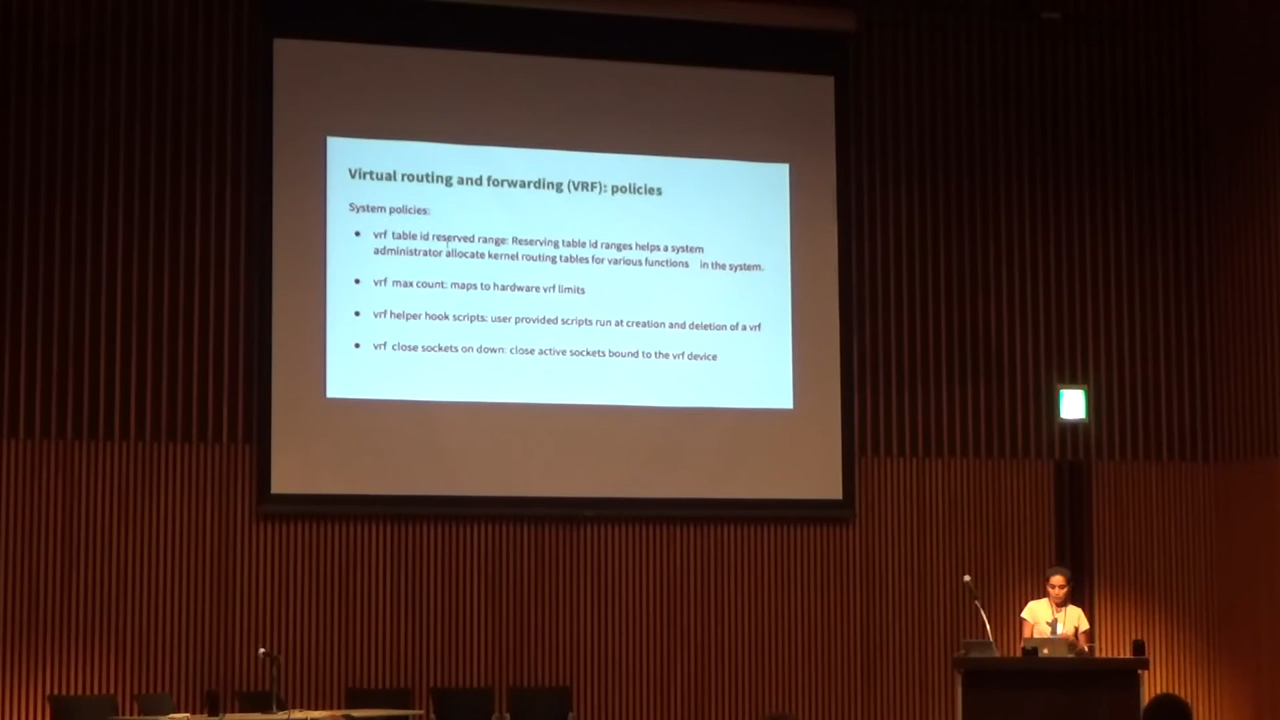 Virtual routing and forwarding (VRF): policies
System policies:
● vrf table id reserved range: Reserving table id ranges helps a system
administrator allocate kernel routing tables for various functions in the system.
● vrf max count: maps to hardware vrf limits
● vrf helper hook scripts: user provided scripts run at creation and deletion of a vrf
● vrf close sockets on down: close active sockets bound to the vrf device